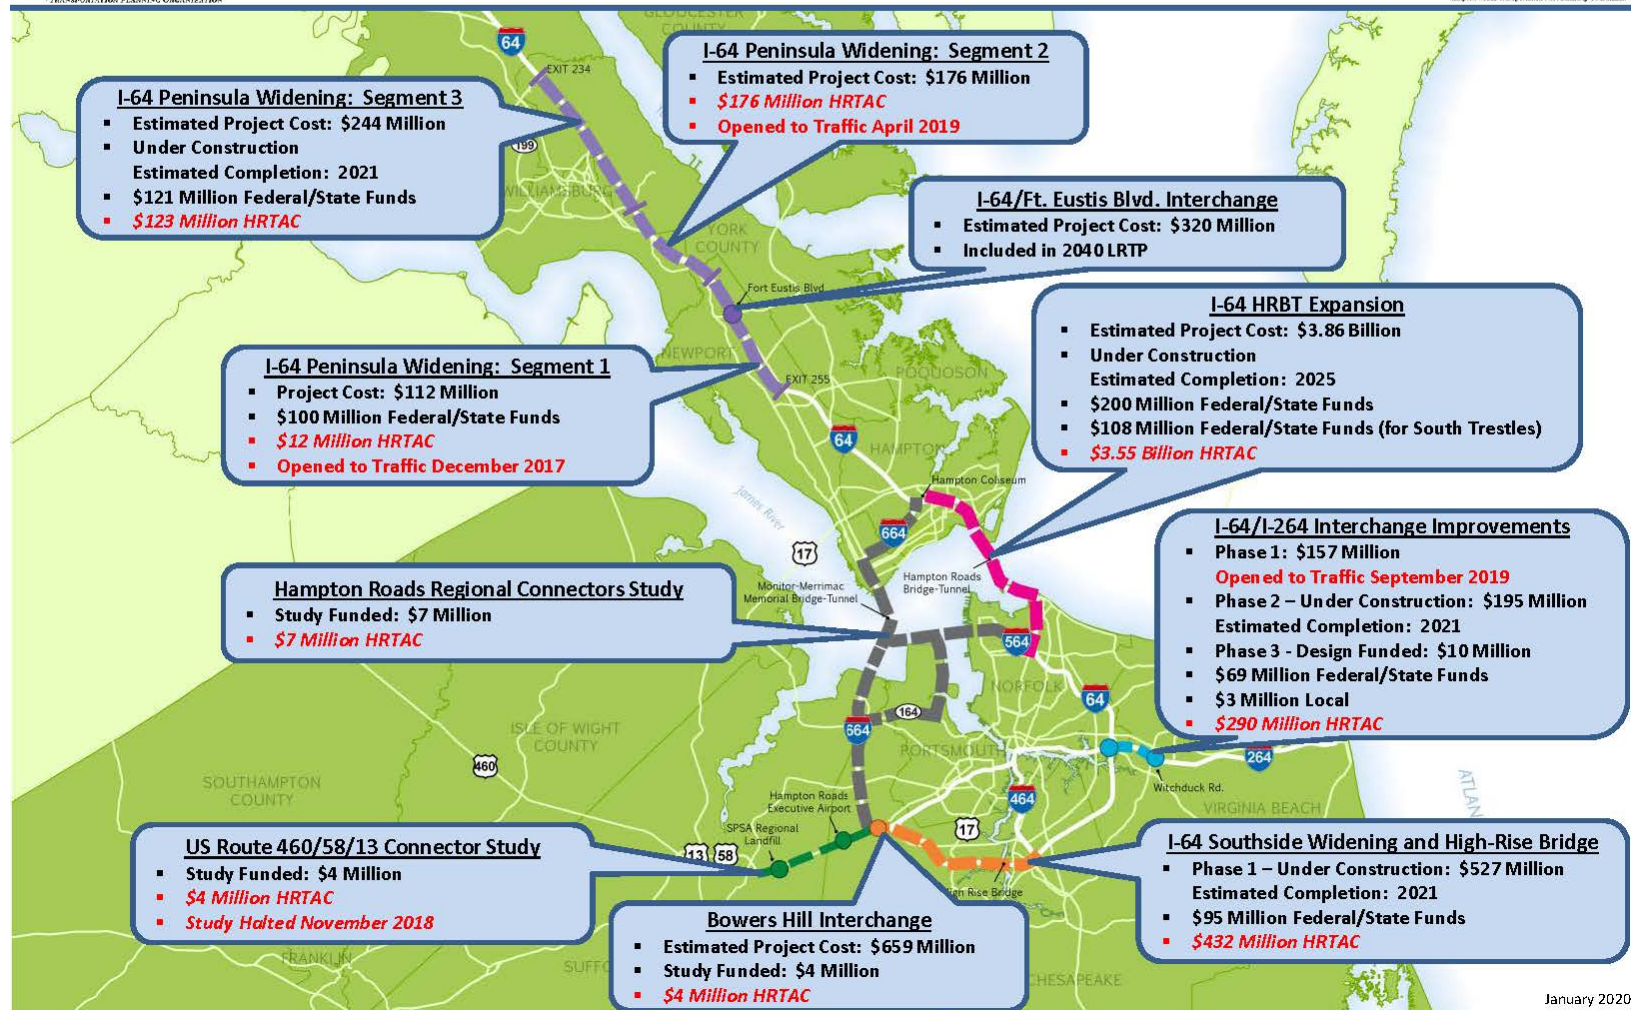 TRANSPORTATION PLANNING ORGANIZATION
GLOUCESTER
COUNTY
64
EXIT 234
I-64 Peninsula Widening: Segment 2
▪ Estimated Project Cost: $176 Million
▪ $176 Million HRTAC
▪ Opened to Traffic April 2019
I-64 Peninsula Widening: Segment 3
▪ Estimated Project Cost: $244 Million
▪ Under Construction
Estimated Completion: 2021
▪ $121 Million Federal/State Funds
▪ $123 Million HRTAC
199
WILLIAMSBURG
YORK
COUNTY
I-64/Ft. Eustis Blvd. Interchange
▪ Estimated Project Cost: $320 Million
▪ Included in 2040 LRTP
Fort Eustis Blvd
I-64 HRBT Expansion
▪ Estimated Project Cost: $3.86 Billion
▪ Under Construction
Estimated Completion: 2025
▪ $200 Million Federal/State Funds
▪ $108 Million Federal/State Funds (for South Trestles)
▪ $3.55 Billion HRTAC
NEWPORT
I-64 Peninsula Widening: Segment 1
▪ Project Cost: $112 Million
▪ $100 Million Federal/State Funds
▪ $12 Million HRTAC
▪ Opened to Traffic December 2017
EXIT 255
POQUOSON
64
HAMPTON
Hampton Coliseum
James River
664
17
I-64/I-264 Interchange Improvements
▪ Phase 1: $157 Million
Opened to Traffic September 2019
▪ Phase 2 – Under Construction: $195 Million
Estimated Completion: 2021
▪ Phase 3 - Design Funded: $10 Million
▪ $69 Million Federal/State Funds
▪ $3 Million Local
▪ $290 Million HRTAC
Hampton Roads
Bridge-Tunnel
Monitor-Merrimac
Memorial Bridge-Tunnel
Hampton Roads Regional Connectors Study
▪ Study Funded: $7 Million
▪ $7 Million HRTAC
564
NORFOLK
64
164
664
ISLE OF WIGHT
COUNTY
PORTSMOUTH
264
460
Witchduck Rd.
SOUTHAMPTON
COUNTY
464
VIRGINIA BEACH
Hampton Roads
Executive Airport
SPSA Regional
Landfill
17
13
58
High Rise Bridge
US Route 460/58/13 Connector Study
▪ Study Funded: $4 Million
▪ $4 Million HRTAC
▪ Study Halted November 2018
I-64 Southside Widening and High-Rise Bridge
▪ Phase 1 – Under Construction: $527 Million
Estimated Completion: 2021
▪ $95 Million Federal/State Funds
▪ $432 Million HRTAC
Bowers Hill Interchange
▪ Estimated Project Cost: $659 Million
▪ Study Funded: $4 Million
▪ $4 Million HRTAC
FRANKLIN
SUFFO
CHESAPEAKE
ATLAN
January 2020